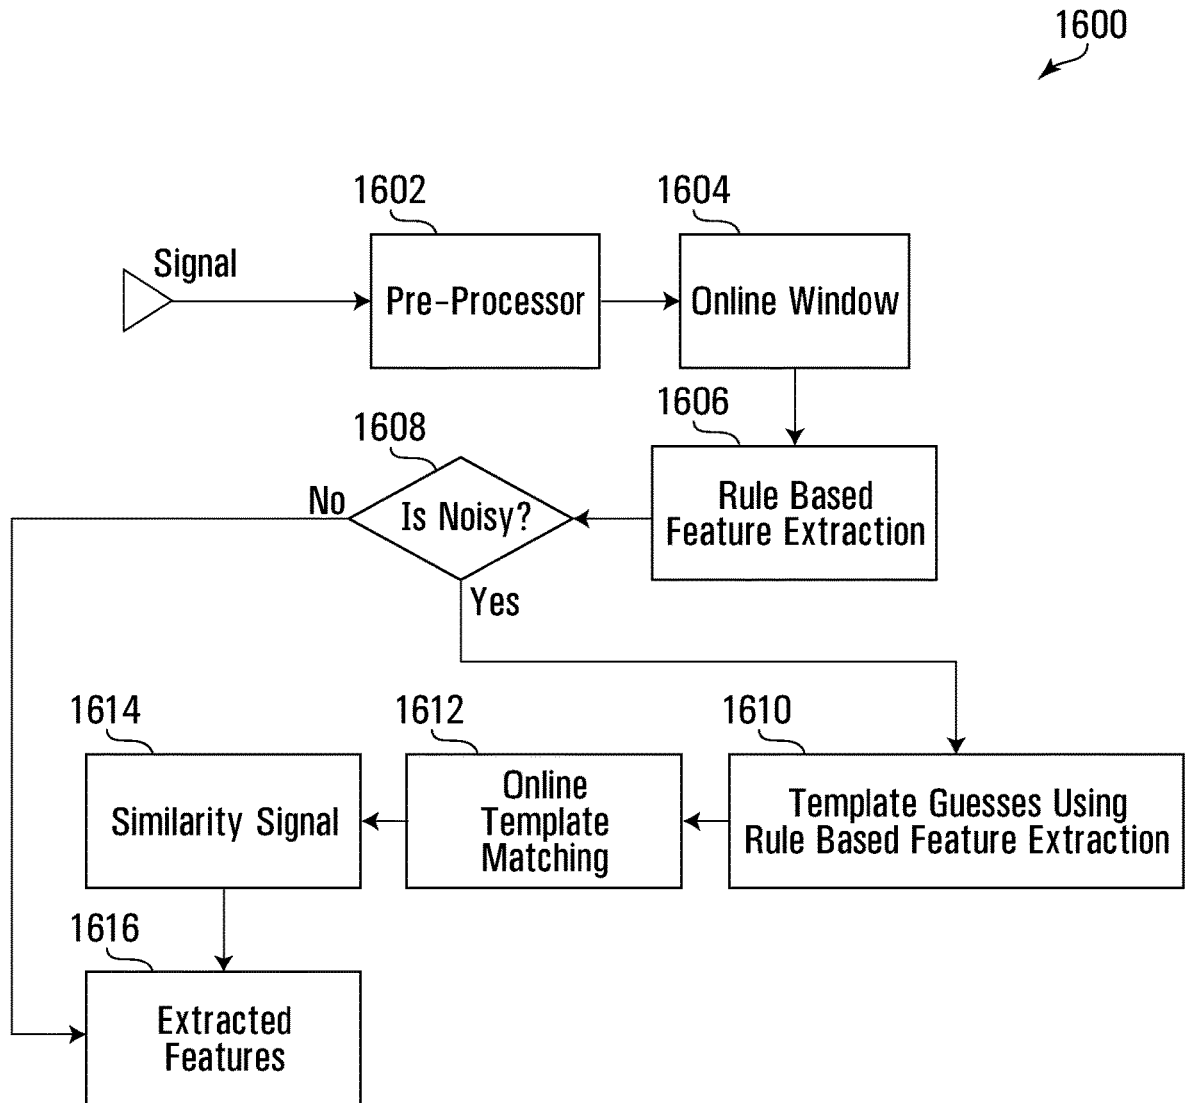 1600
1602
1604
Signal
Pre-Processor
Online Window
1606
1608
Rule Based
Feature Extraction
No
Is Noisy?
Yes
1614
1612
1610
Similarity Signal
Online
Template
Matching
Template Guesses Using
Rule Based Feature Extraction
1616
Extracted
Features